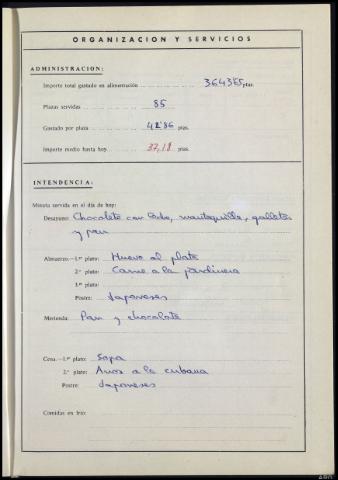 ORGANIZACION Y SERVICIOS
ADMINISTRACION:
Importe total gastado en alimentación 3643'65 ptas.
Plazas servidas 85
Gastado por plaza 42'86 ptas.
Importe medio hasta hoy 37,18 ptas.
INTENDENCIA:
Minuta servida en el día de hoy:
Desayuno: Chocolate con leche, mantequilla, galletas
y pan
Almuerzo.—1.er plato: Huevo al plato
2.º plato: Carne a la jardinera
3.er plato:
Postre: Japoneses
Merienda: Pan y chocolate
Cena.—1.er plato: Sopa
2.º plato: Arroz a la cubana
Postre: Japoneses
Comidas en frío: